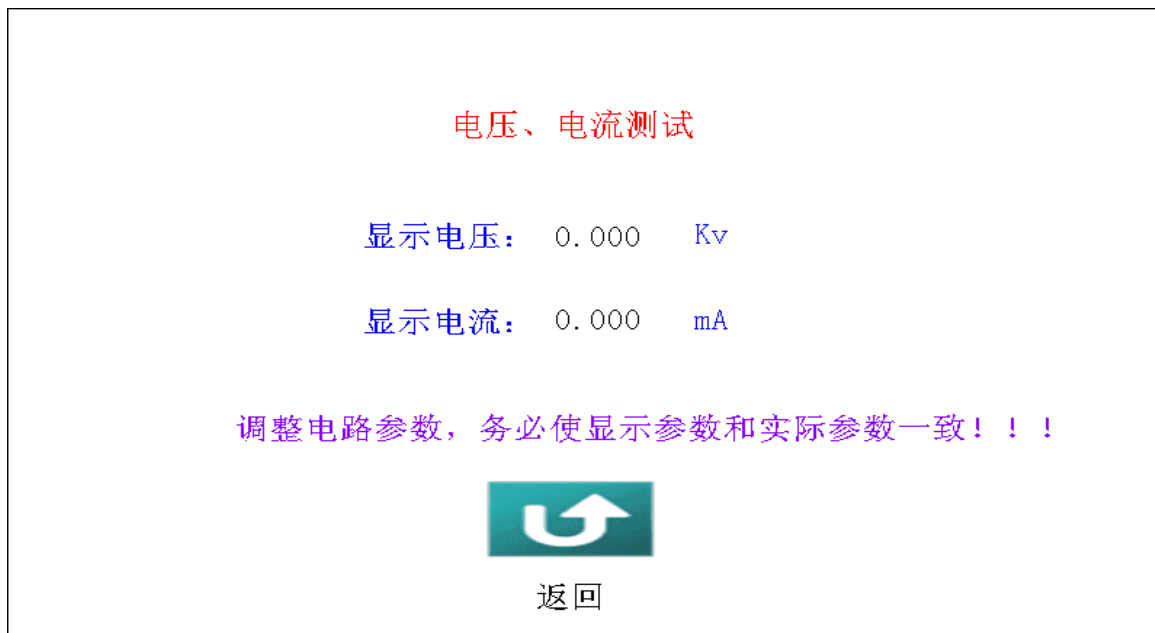 电压、电流测试
显示电压: 0.000 Kv
显示电流: 0.000 mA
调整电路参数，务必使显示参数和实际参数一致！！！
返回